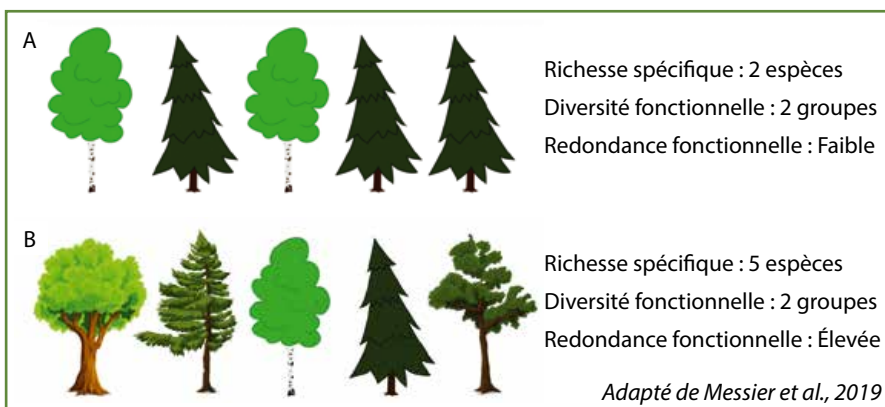 A
Richesse spécifique : 2 espèces
Diversité fonctionnelle : 2 groupes
Redondance fonctionnelle : Faible
B
Richesse spécifique : 5 espèces
Diversité fonctionnelle : 2 groupes
Redondance fonctionnelle : Élevée
Adapté de Messier et al., 2019